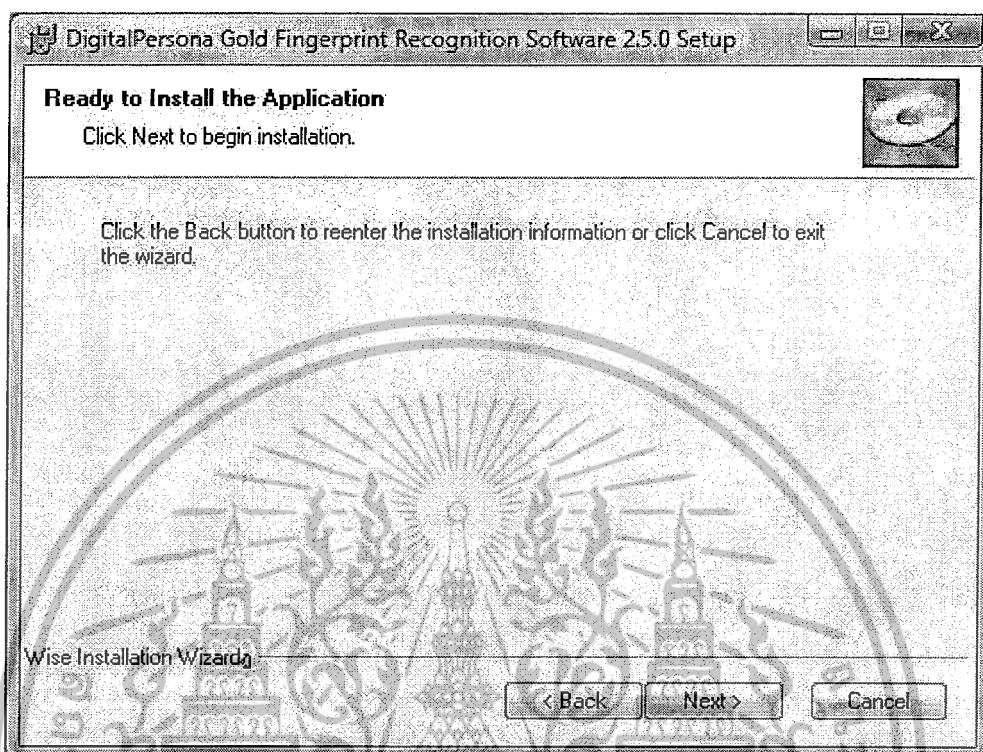 DigitalPersona Gold Fingerprint Recognition Software 2.5.0 Setup
Ready to Install the Application
Click Next to begin installation.
Click the Back button to reenter the installation information or click Cancel to exit
the wizard.
Wise Installation Wizard
< Back
Next >
Cancel